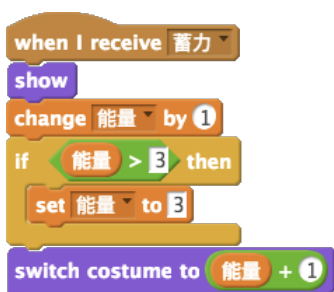 when I receive 蓄力
show
change 能量 by 1
if 能量 > 3 then
set 能量 to 3
switch costume to 能量 + 1